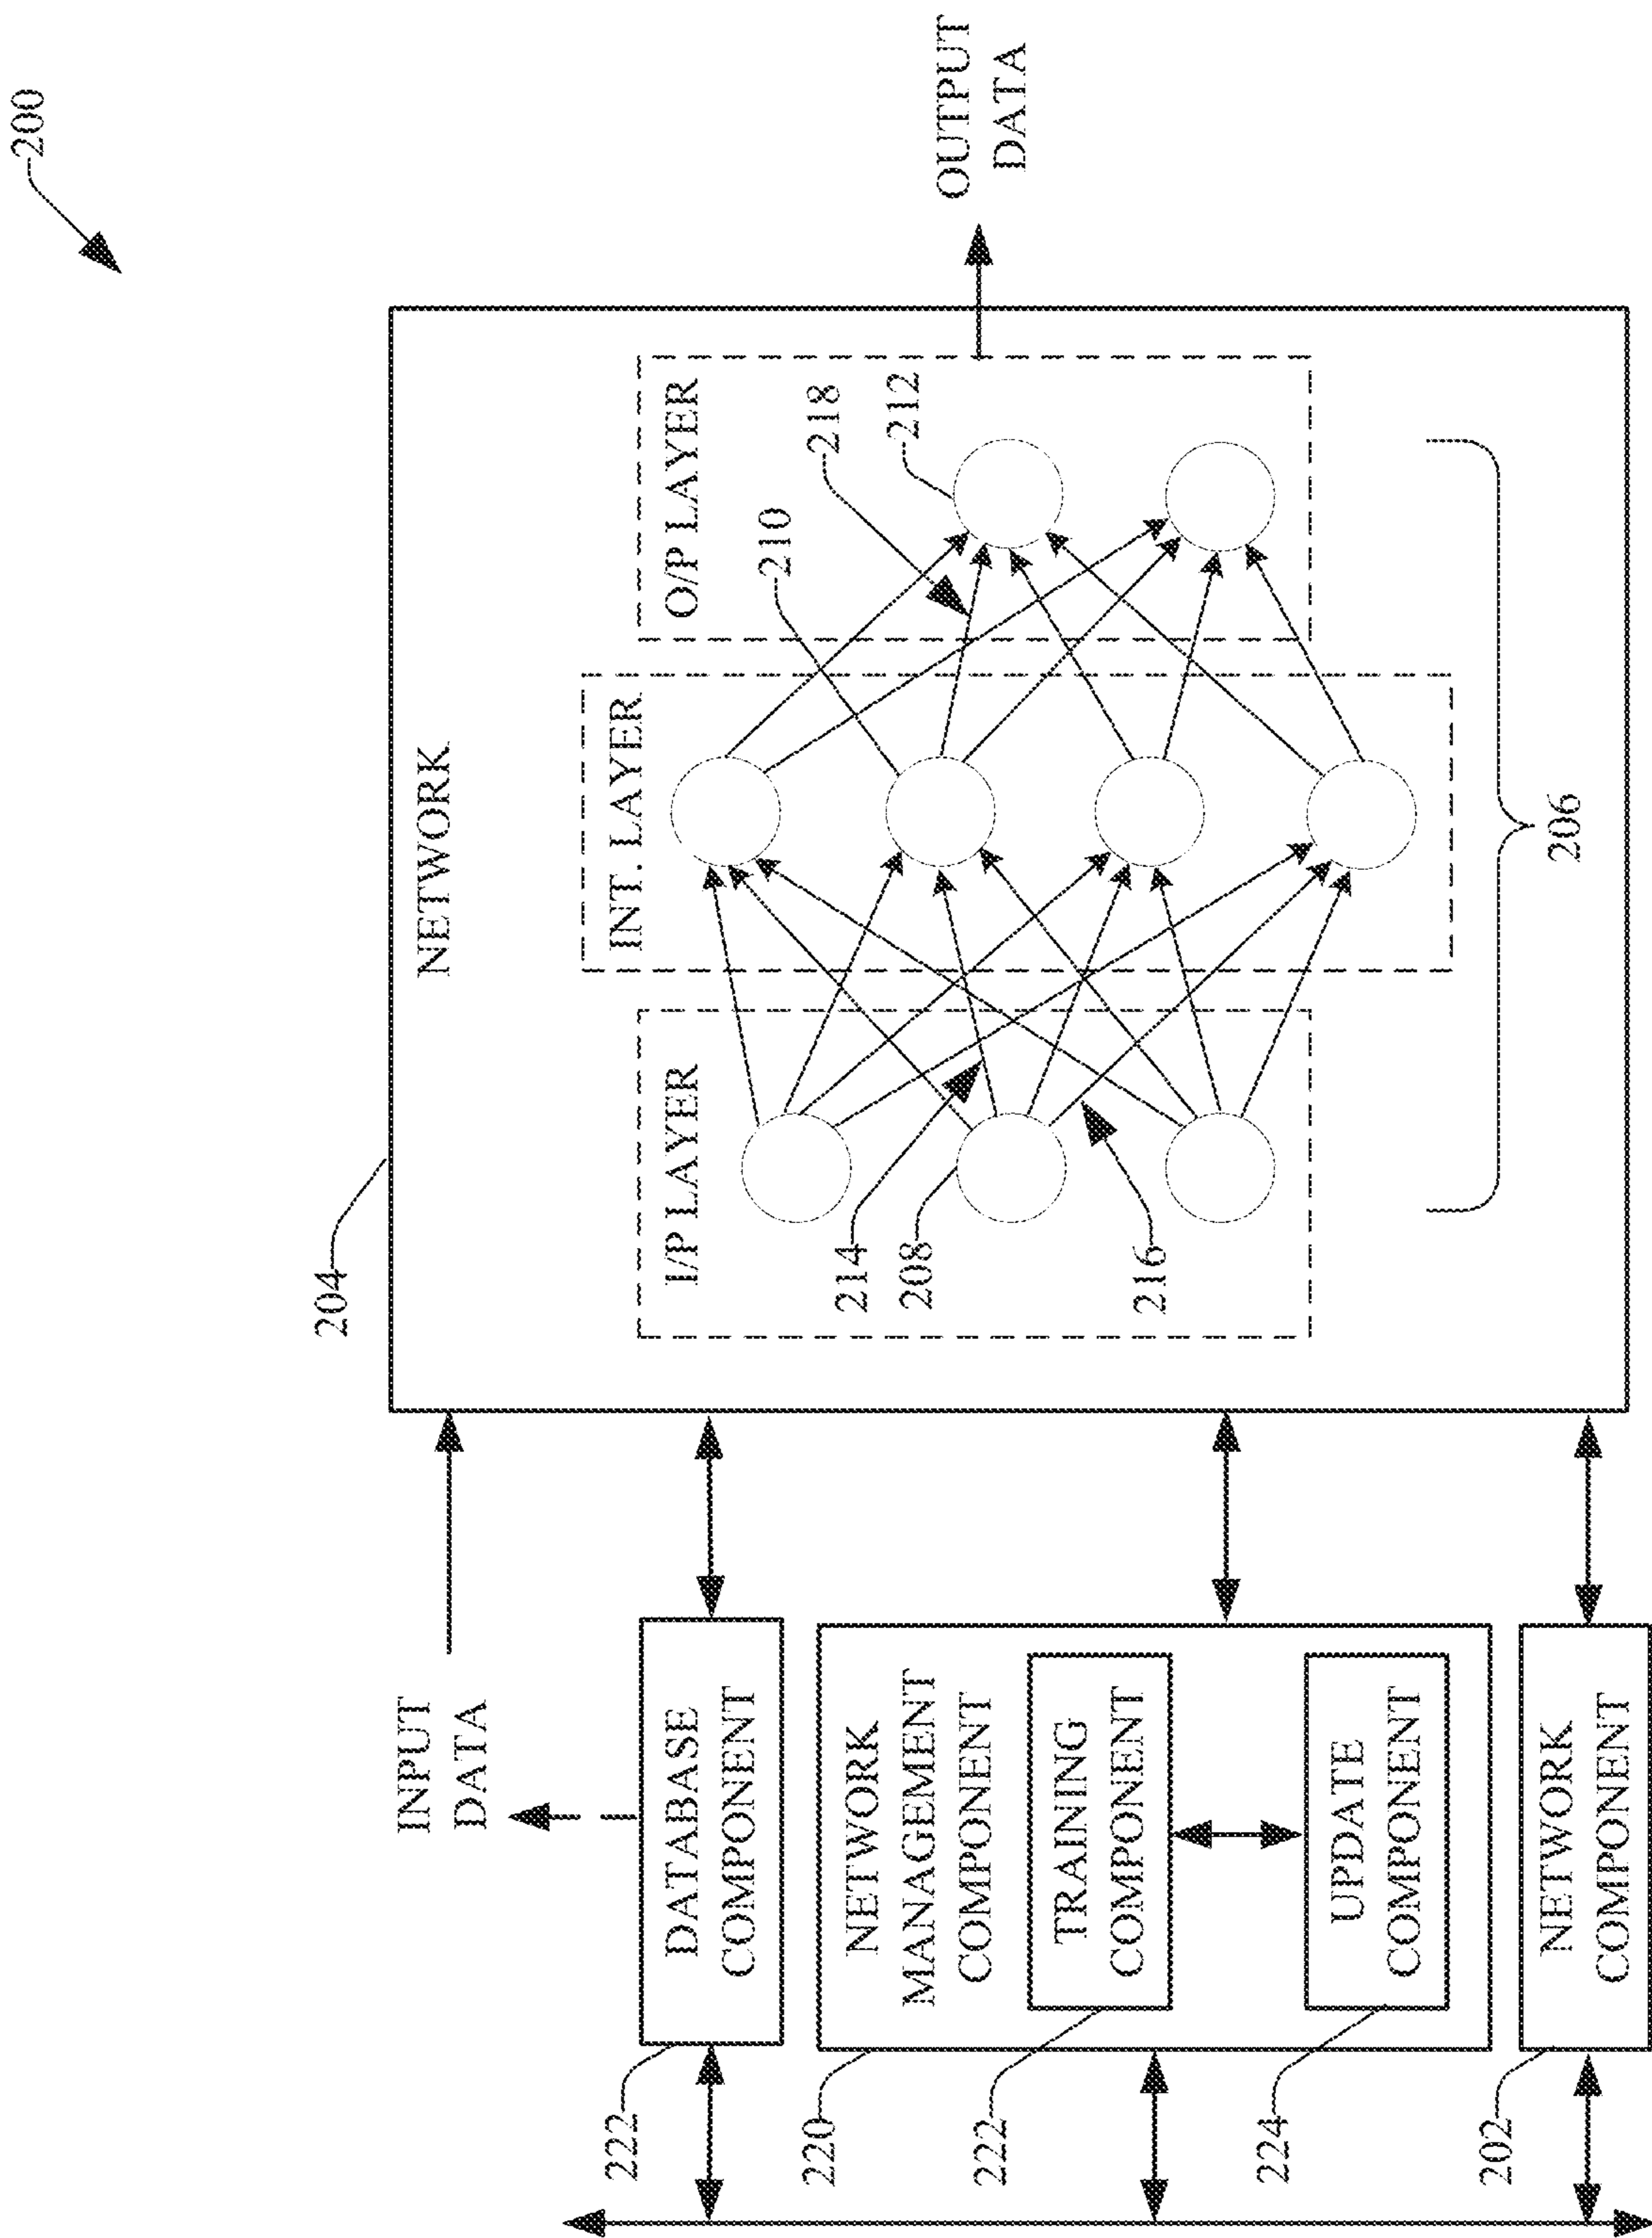 200
204
NETWORK
INPUT
DATA
I/P LAYER
INT. LAYER
O/P LAYER
OUTPUT
DATA
210
218
212
214
208
216
206
222
DATABASE
COMPONENT
220
NETWORK
MANAGEMENT
COMPONENT
222
TRAINING
COMPONENT
224
UPDATE
COMPONENT
202
NETWORK
COMPONENT